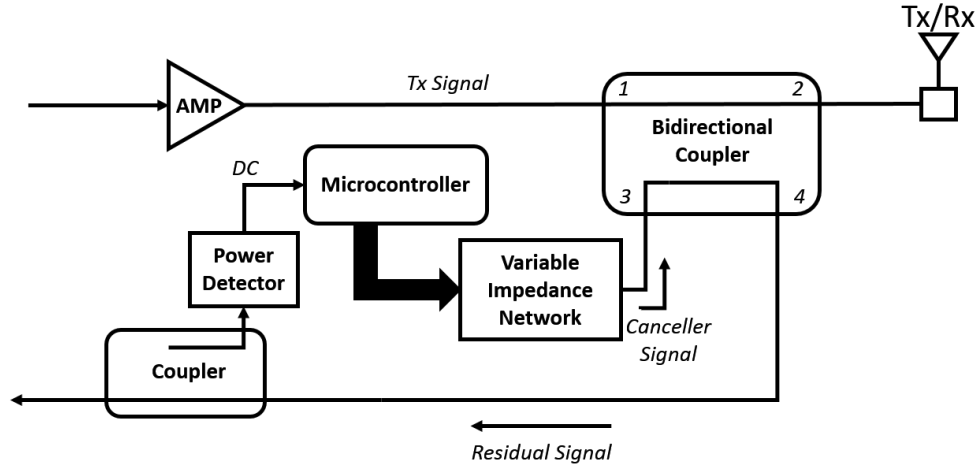 Tx/Rx
Tx Signal
1
2
AMP
Bidirectional
Coupler
DC
Microcontroller
3
4
Power
Detector
Variable
Impedance
Network
Canceller
Signal
Coupler
Residual Signal